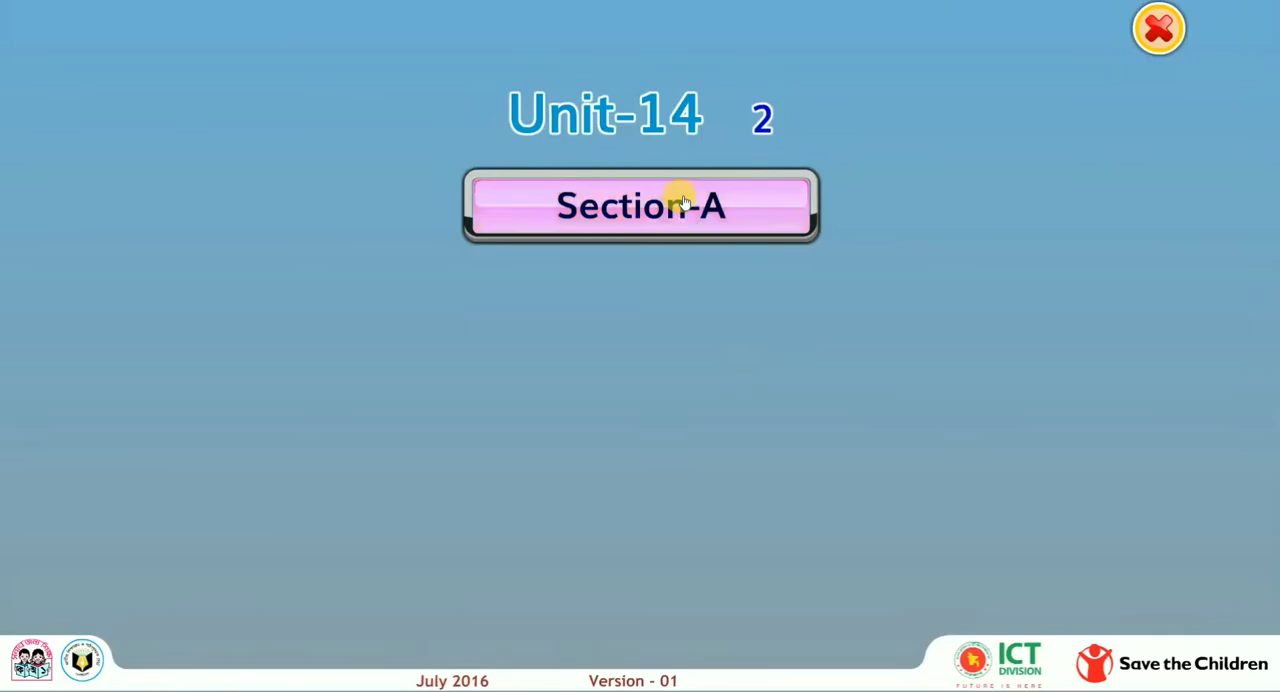 Unit-14 2
Section-A
July 2016 Version - 01
ICT
DIVISION
FUTURE IS HERE
Save the Children